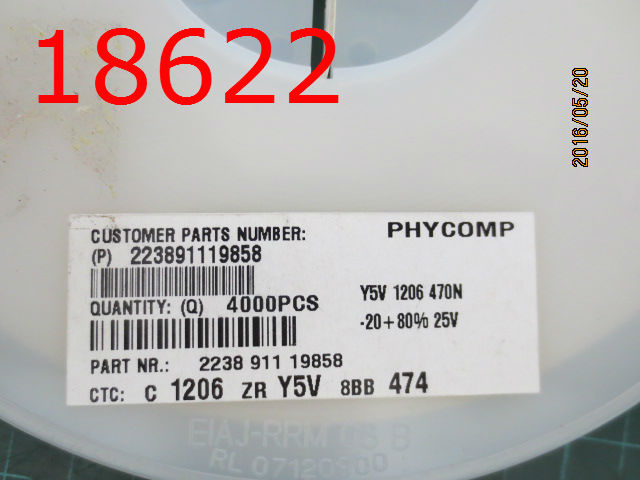 18622
2016/05/20
CUSTOMER PARTS NUMBER:
PHYCOMP
(P) 223891119858
QUANTITY: (Q) 4000PCS
Y5V 1206 470N
-20+80% 25V
PART NR.: 2238 911 19858
CTC: C 1206 ZR Y5V 8BB 474
EIAJ-RRM 08 B